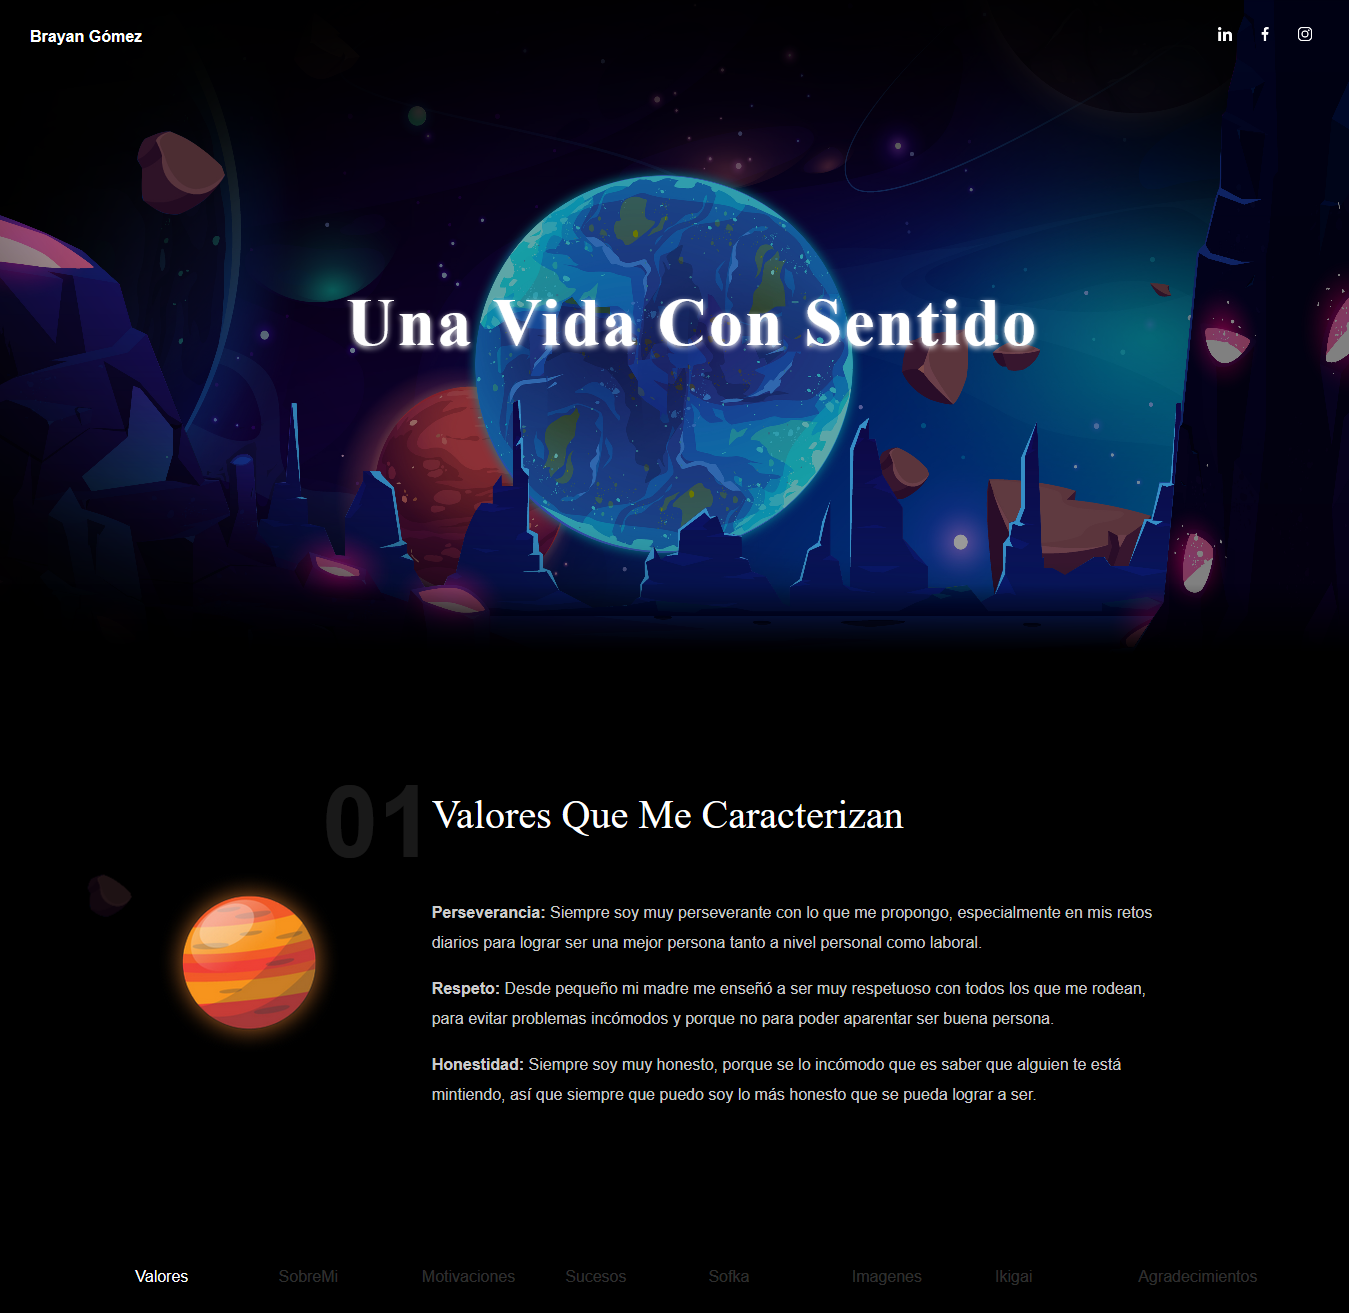 Brayan Gómez
Una Vida Con Sentido
01
Valores Que Me Caracterizan
Perseverancia: Siempre soy muy perseverante con lo que me propongo, especialmente en mis retos
diarios para lograr ser una mejor persona tanto a nivel personal como laboral.
Respeto: Desde pequeño mi madre me enseñó a ser muy respetuoso con todos los que me rodean,
para evitar problemas incómodos y porque no para poder aparentar ser buena persona.
Honestidad: Siempre soy muy honesto, porque se lo incómodo que es saber que alguien te está
mintiendo, así que siempre que puedo soy lo más honesto que se pueda lograr a ser.
Valores SobreMi Motivaciones Sucesos Sofka Imagenes Ikigai Agradecimientos